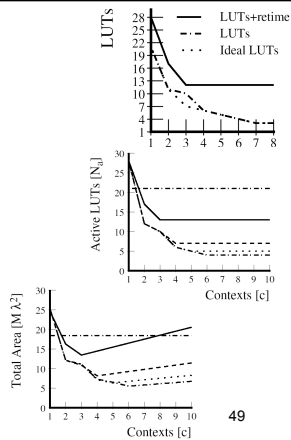 LUTs
28
25
22
19
16
13
10
7
4
1
1 2 3 4 5 6 7 8
LUTs+retime
LUTs
Ideal LUTs
Active LUTs [Na]
30
25
20
15
10
5
0
1 2 3 4 5 6 7 8 9 10
Contexts [c]
Total Area [M λ2]
30
25
20
15
10
5
0
1 2 3 4 5 6 7 8 9 10
Contexts [c]
49